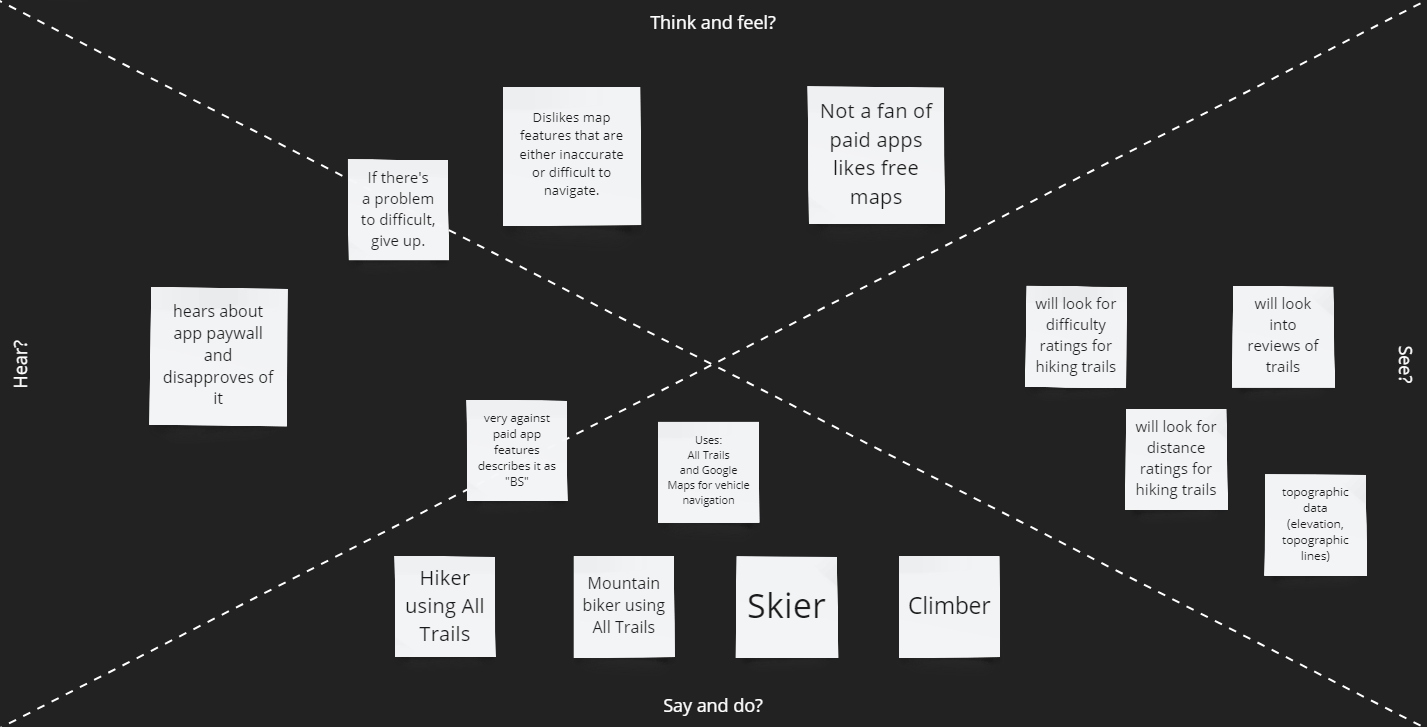 Think and feel?
Dislikes map
features that are
either inaccurate
or difficult to
navigate.
Not a fan of
paid apps
likes free
maps
If there's
a problem
to difficult,
give up.
Hear?
hears about
app paywall
and
disapproves of
it
See?
will look for
difficulty
ratings for
hiking trails
will look
into
reviews of
trails
will look for
distance
ratings for
hiking trails
topographic
data
(elevation,
topographic
lines)
very against
paid app
features
describes it as
"BS"
Uses:
All Trails
and Google
Maps for vehicle
navigation
Hiker
using All
Trails
Mountain
biker using
All Trails
Skier
Climber
Say and do?